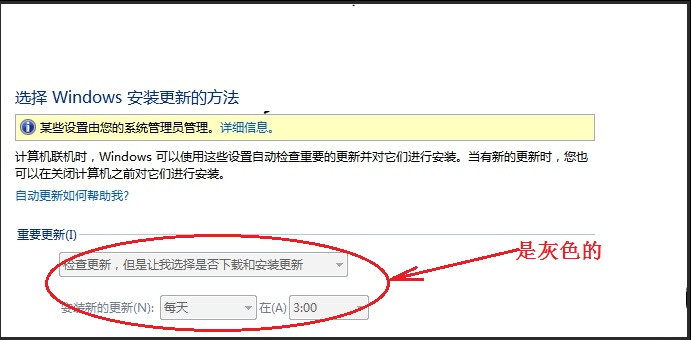 选择 Windows 安装更新的方法
某些设置由您的系统管理员管理。详细信息。
计算机联机时，Windows 可以使用这些设置自动检查重要的更新并对它们进行安装。当有新的更新时，您也
可以在关闭计算机之前对它们进行安装。
自动更新如何帮助我?
重要更新(I)
是灰色的
检查更新，但是让我选择是否下载和安装更新
安装新的更新(N): 每天 在(A) 3:00